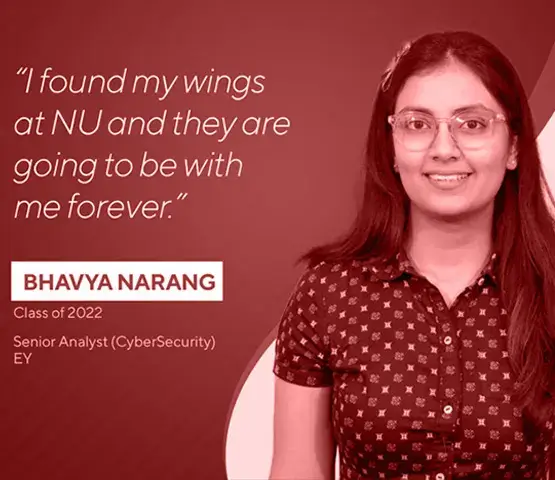 “I found my wings
at NU and they are
going to be with
me forever.”
BHAVYA NARANG
Class of 2022
Senior Analyst (CyberSecurity)
EY